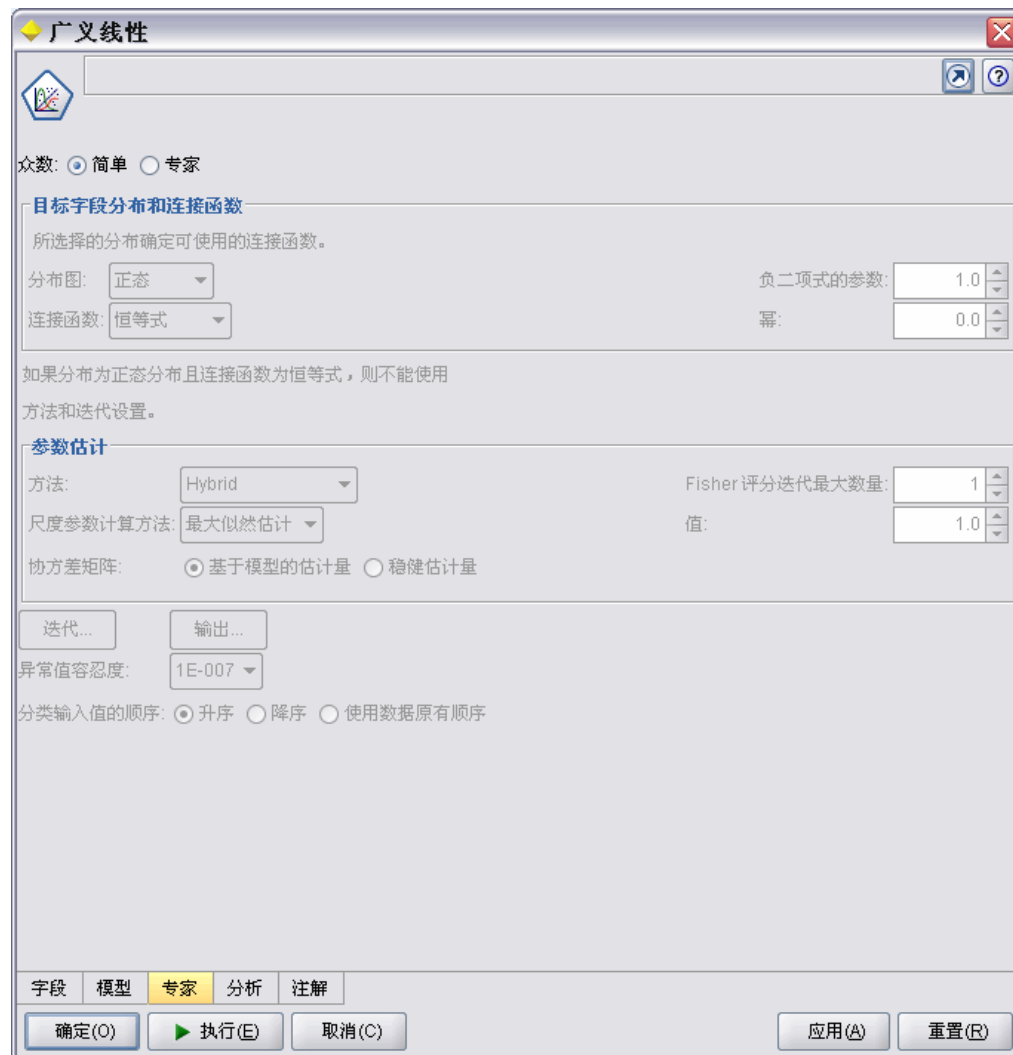 广义线性
众数: 简单 专家
目标字段分布和连接函数
所选择的分布确定可使用的连接函数。
分布图: 正态 负二项式的参数: 1.0
连接函数: 恒等式 幂: 0.0
如果分布为正态分布且连接函数为恒等式，则不能使用
方法和迭代设置。
参数估计
方法: Hybrid Fisher 评分迭代最大数量: 1
尺度参数计算方法: 最大似然估计 值: 1.0
协方差矩阵: 基于模型的估计量 稳健估计量
迭代... 输出...
异常值容忍度: 1E-007
分类输入值的顺序: 升序 降序 使用数据原有顺序
字段 模型 专家 分析 注解
确定(O) 执行(E) 取消(C) 应用(A) 重置(R)